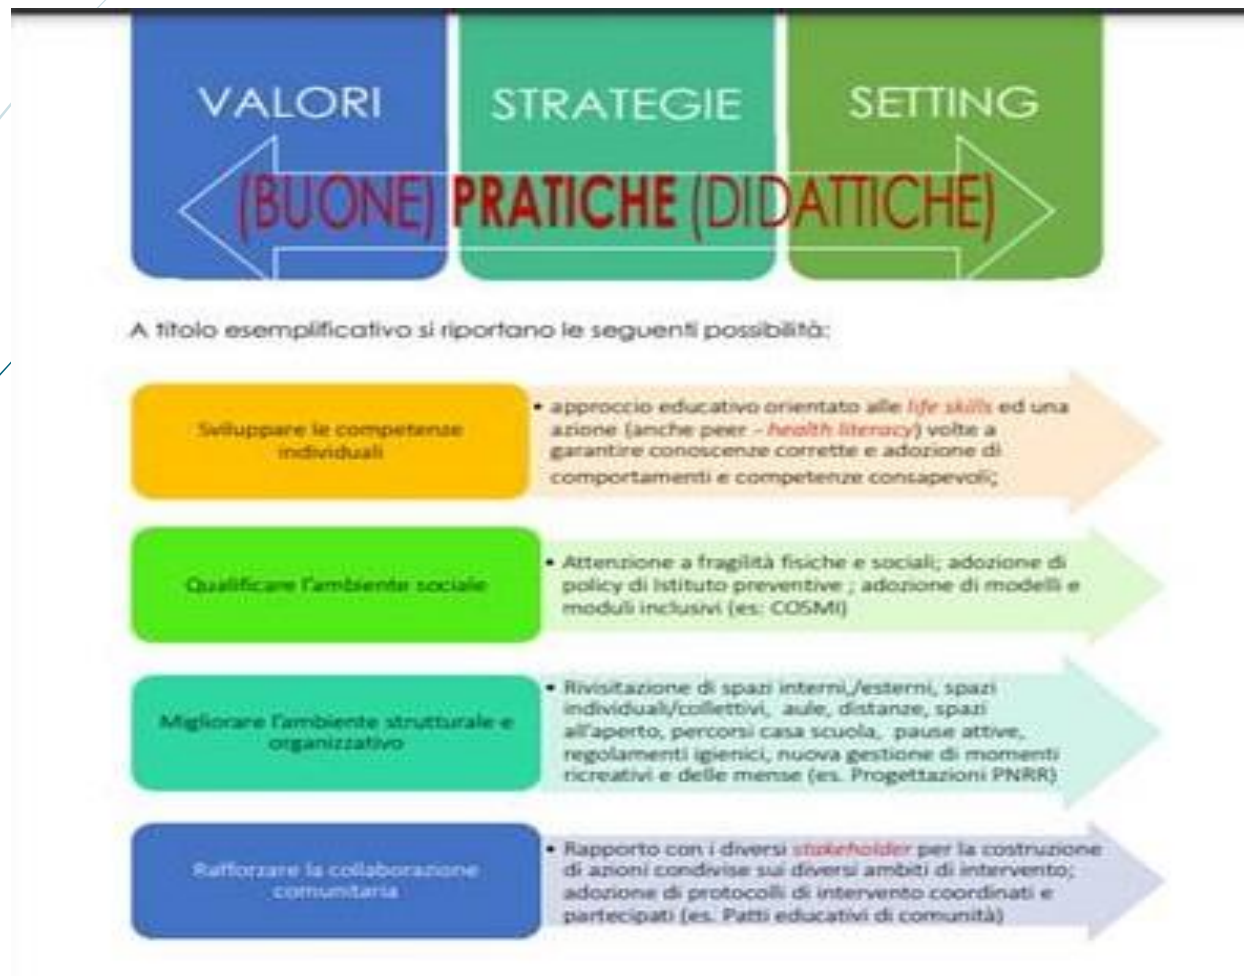 VALORI
STRATEGIE
SETTING
(BUONE) PRATICHE (DIDATTICHE)
A titolo esemplificativo si riportano le seguenti possibilità:
Sviluppare le competenze
individuali
• approccio educativo orientato alle life skills ed una
azione (anche peer - health literacy) volte a
garantire conoscenze corrette e adozione di
comportamenti e competenze consapevoli;
Qualificare l'ambiente sociale
• Attenzione a fragilità fisiche e sociali; adozione di
policy di Istituto preventive ; adozione di modelli e
moduli inclusivi (es: COSMI)
Migliorare l'ambiente strutturale e
organizzativo
• Rivisitazione di spazi interni,/esterni, spazi
individuali/collettivi, aule, distanze, spazi
all'aperto, percorsi casa scuola, pause attive,
regolamenti igienici, nuova gestione di momenti
ricreativi e delle mense (es. Progettazioni PNRR)
Rafforzare la collaborazione
comunitaria
• Rapporto con i diversi stakeholder per la costruzione
di azioni condivise sui diversi ambiti di intervento;
adozione di protocolli di intervento coordinati e
partecipati (es. Patti educativi di comunità)